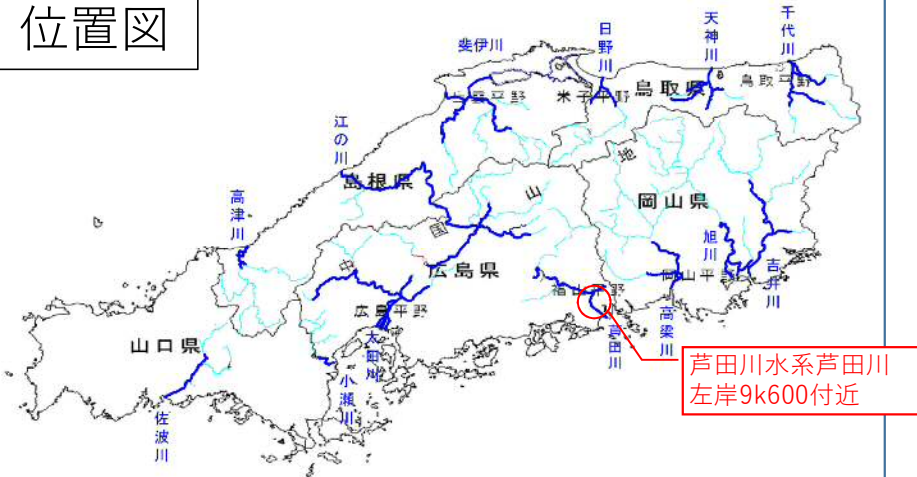 位置図
斐伊川
日野川
天神川
千代川
米子平野
鳥取県
鳥取平野
江の川
島根県
高津川
中国山地
岡山県
旭川
広島県
福山平野
岡山平野
吉井川
広島平野
山口県
太田川
小瀬川
芦田川
高梁川
佐波川
芦田川水系芦田川
左岸9k600付近